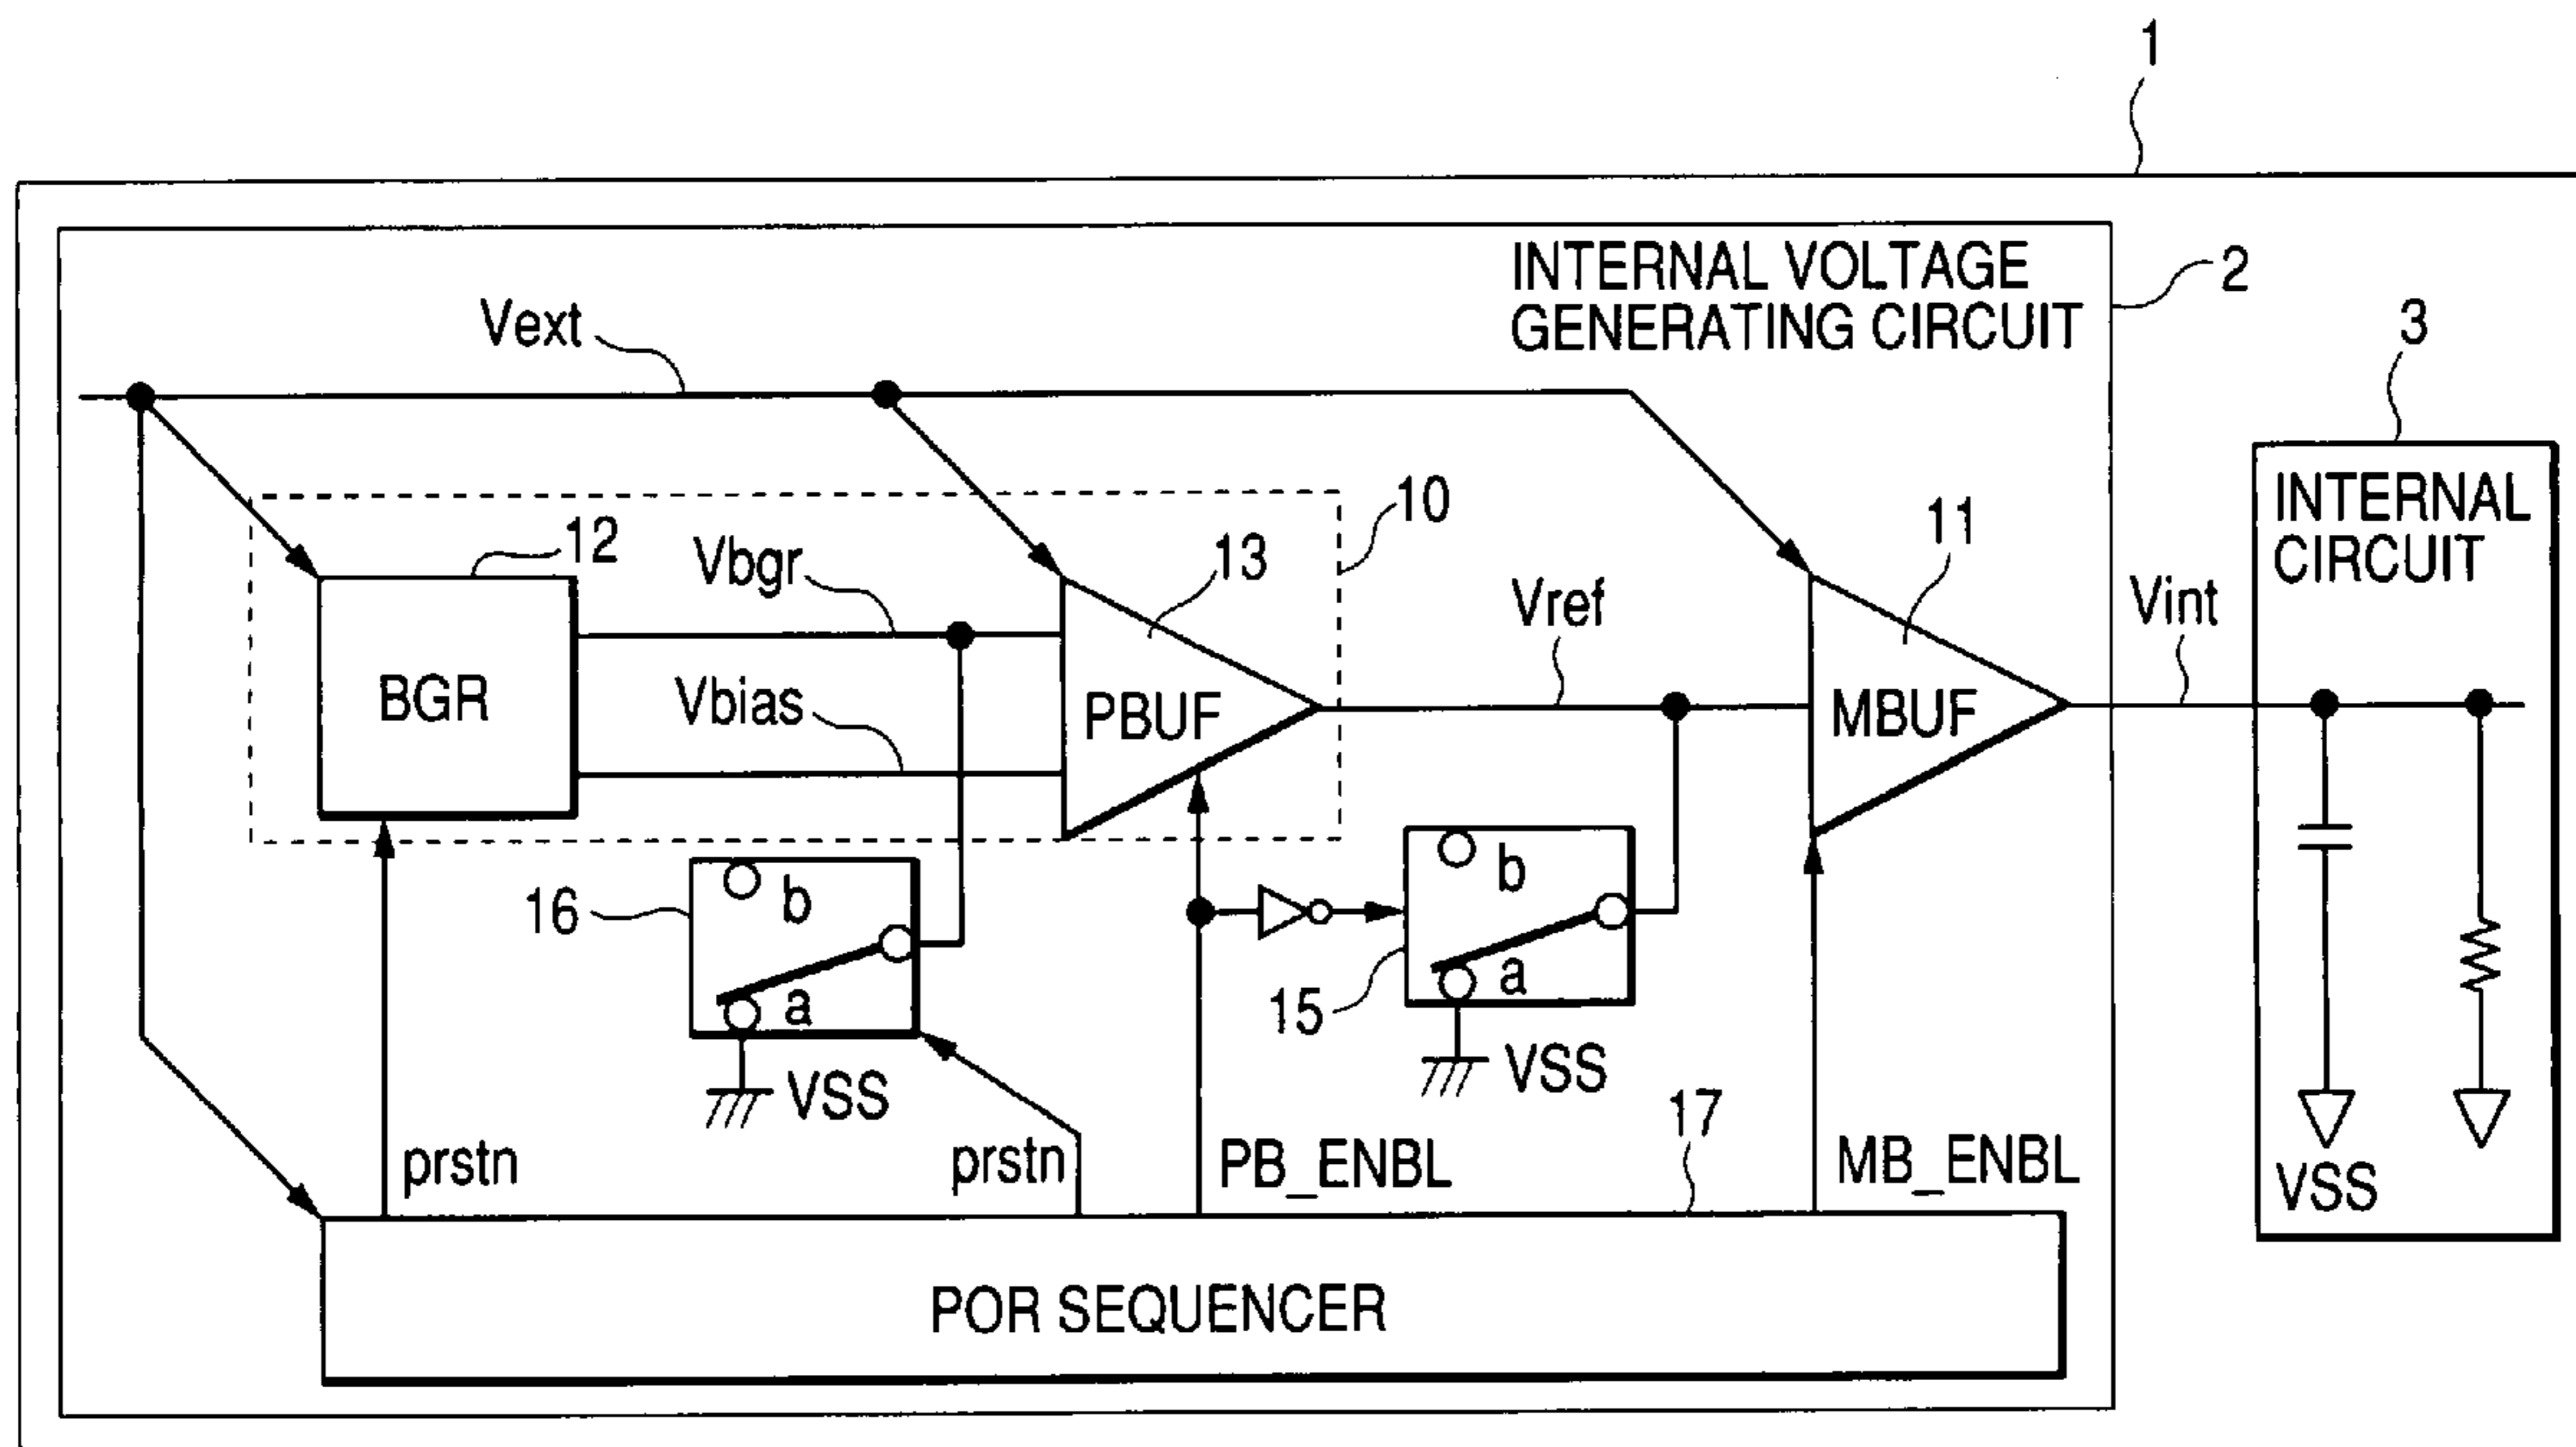 1
INTERNAL VOLTAGE
GENERATING CIRCUIT
2
Vext
3
INTERNAL
CIRCUIT
10
12
Vbgr
13
11
Vref
Vint
BGR
Vbias
PBUF
MBUF
16
b
a
VSS
b
a
15
VSS
17
prstn
prstn
PB_ENBL
MB_ENBL
VSS
POR SEQUENCER